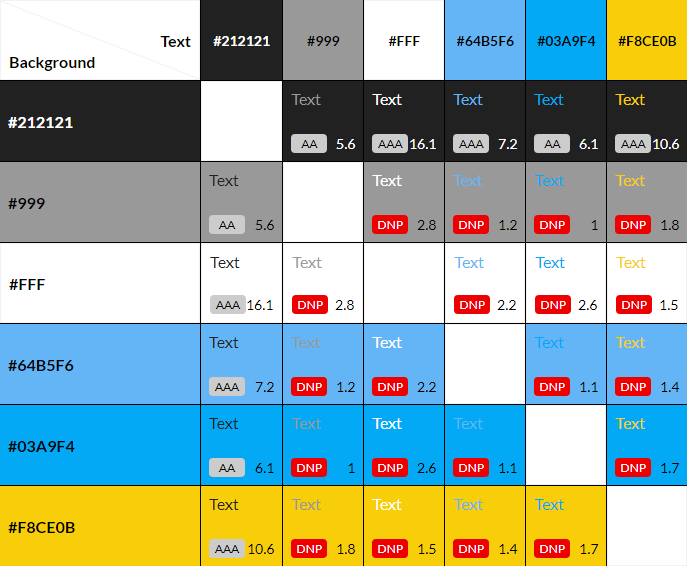 Text #212121 #999 #FFF #64B5F6 #03A9F4 #F8CE0B
Background
#212121 Text Text Text Text Text
AA 5.6 AAA 16.1 AAA 7.2 AA 6.1 AAA 10.6
#999 Text Text Text Text Text
AA 5.6 DNP 2.8 DNP 1.2 DNP 1 DNP 1.8
#FFF Text Text Text Text Text
AAA 16.1 DNP 2.8 DNP 2.2 DNP 2.6 DNP 1.5
#64B5F6 Text Text Text Text Text
AAA 7.2 DNP 1.2 DNP 2.2 DNP 1.1 DNP 1.4
#03A9F4 Text Text Text Text Text
AA 6.1 DNP 1 DNP 2.6 DNP 1.1 DNP 1.7
#F8CE0B Text Text Text Text Text
AAA 10.6 DNP 1.8 DNP 1.5 DNP 1.4 DNP 1.7